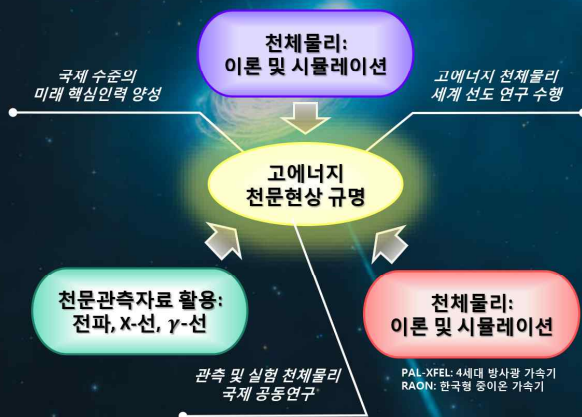 천체물리:
이론 및 시뮬레이션
국제 수준의
미래 핵심인력 양성
고에너지 천체물리
세계 선도 연구 수행
고에너지
천문현상 규명
천문관측자료 활용:
전파, X-선, γ-선
천체물리:
이론 및 시뮬레이션
PAL-XFEL: 4세대 방사광 가속기
RAON: 한국형 중이온 가속기
관측 및 실험 천체물리
국제 공동연구